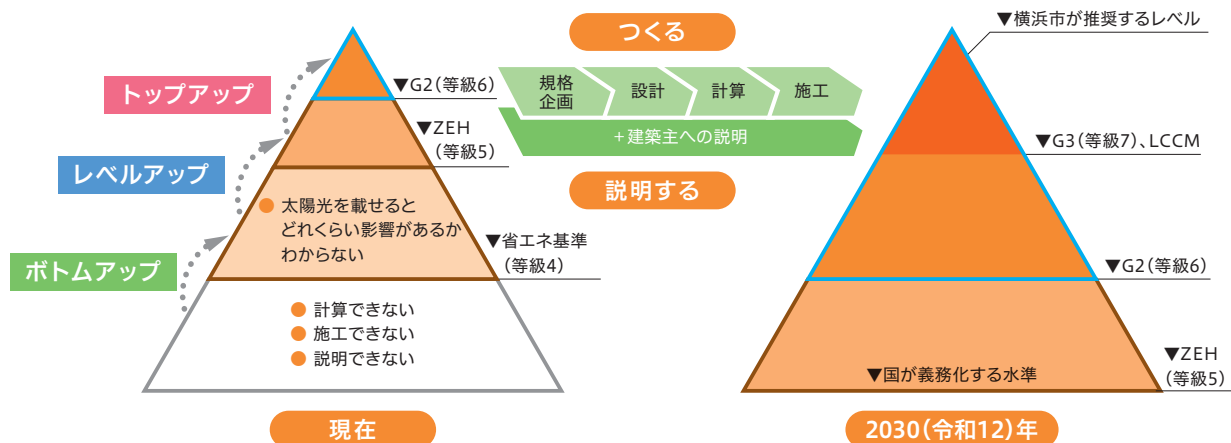 トップアップ
レベルアップ
ボトムアップ
▼G2(等級6)
▼ZEH
(等級5)
● 太陽光を載せると
どれくらい影響があるか
わからない
▼省エネ基準
(等級4)
● 計算できない
● 施工できない
● 説明できない
現在
つくる
規格
企画
設計
計算
施工
+建築主への説明
説明する
▼横浜市が推奨するレベル
▼G3(等級7)、LCCM
▼G2(等級6)
▼ZEH
(等級5)
▼国が義務化する水準
2030(令和12)年